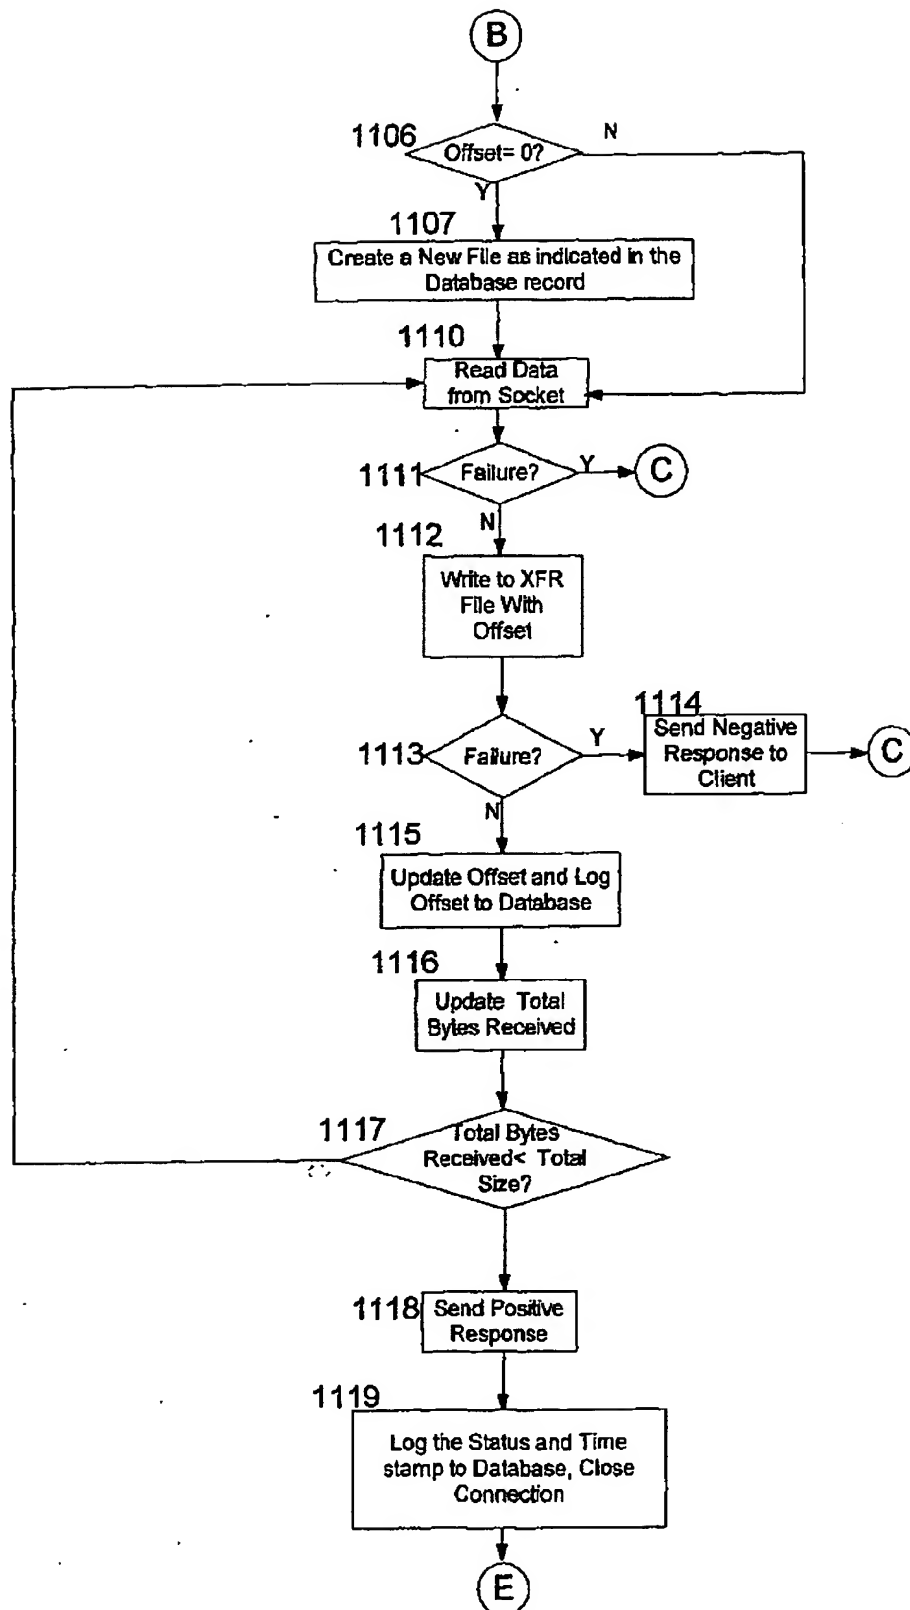 B
1106
Offset= 0?
N
Y
1107
Create a New File as indicated in the
Database record
1110
Read Data
from Socket
1111
Failure?
Y
C
N
1112
Write to XFR
File With
Offset
1113
Failure?
Y
1114
Send Negative
Response to
Client
C
N
1115
Update Offset and Log
Offset to Database
1116
Update Total
Bytes Received
1117
Total Bytes
Received< Total
Size?
1118
Send Positive
Response
1119
Log the Status and Time
stamp to Database, Close
Connection
E